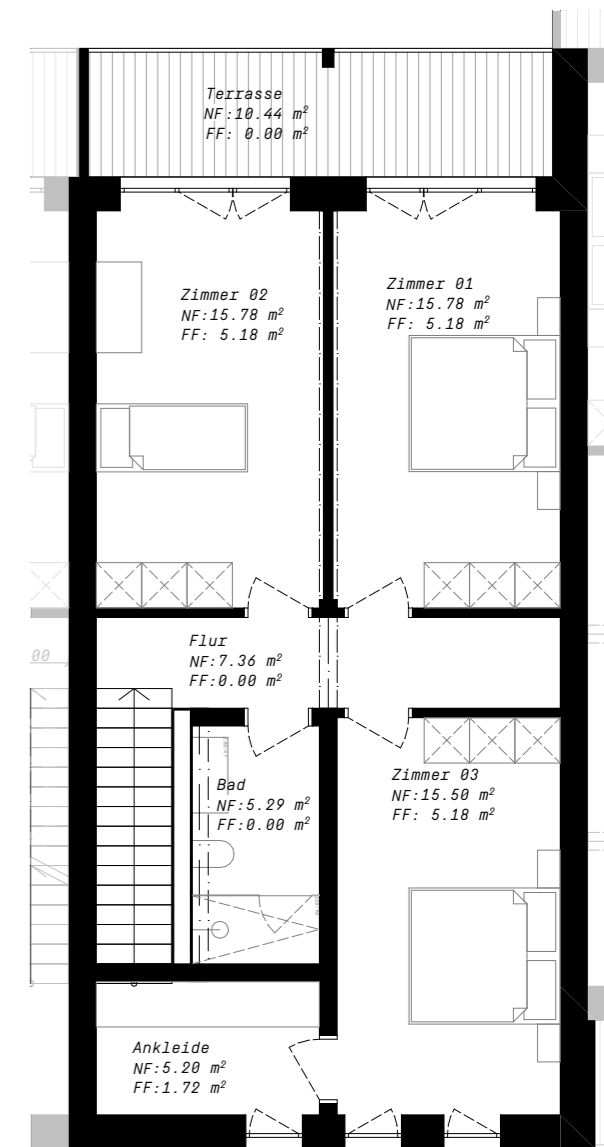 Terrasse
NF:10.44 m²
FF: 0.00 m²
Zimmer 02
NF:15.78 m²
FF: 5.18 m²
Zimmer 01
NF:15.78 m²
FF: 5.18 m²
Flur
NF:7.36 m²
FF:0.00 m²
00
Bad
NF:5.29 m²
FF:0.00 m²
Zimmer 03
NF:15.50 m²
FF: 5.18 m²
Ankleide
NF:5.20 m²
FF:1.72 m²